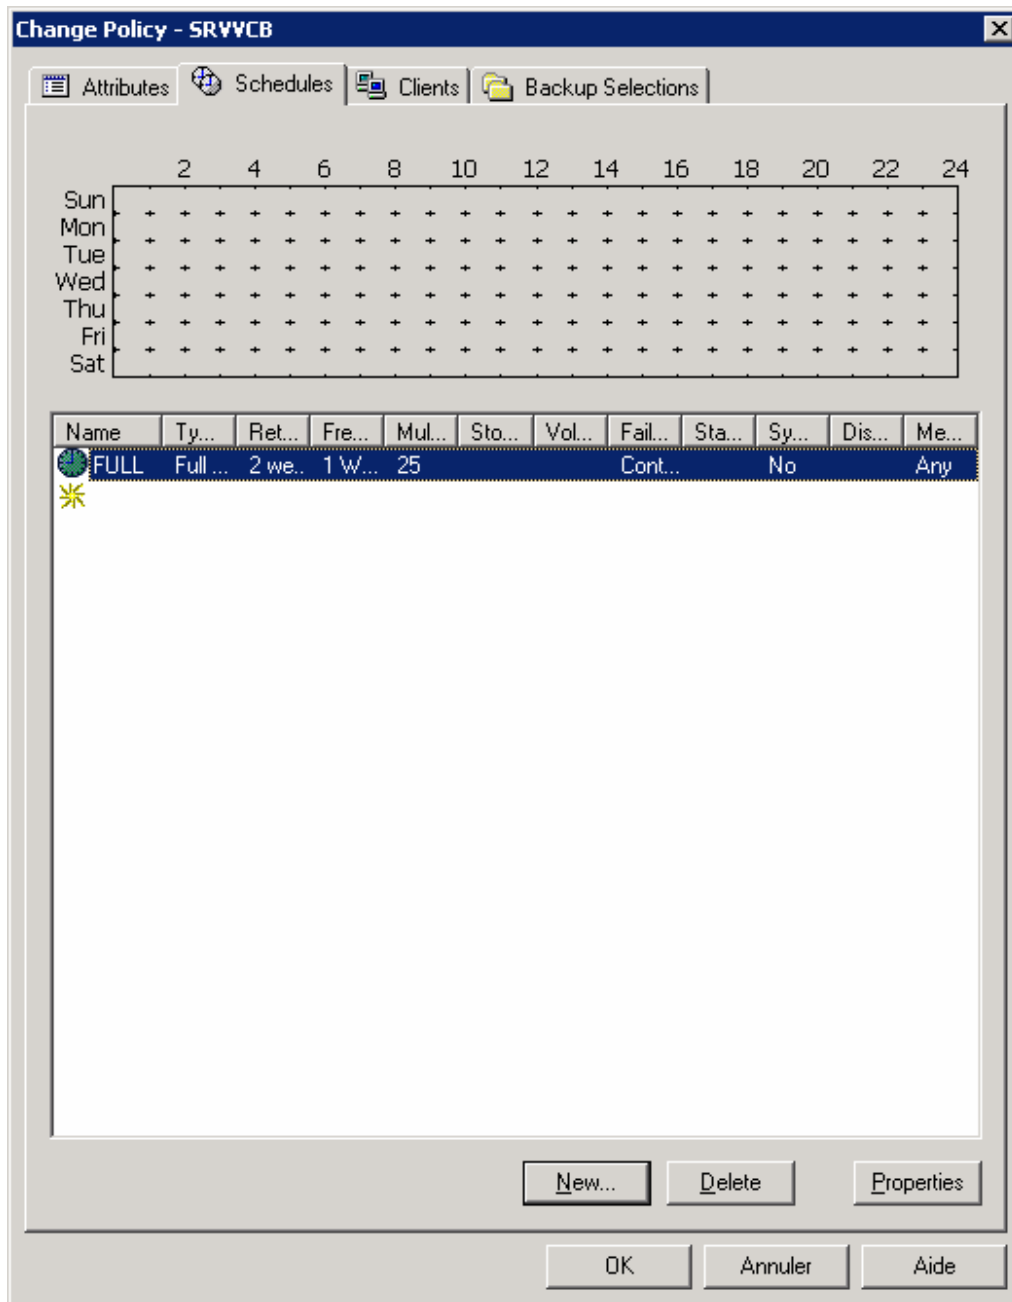 Change Policy - SRVVCB
Attributes Schedules Clients Backup Selections
2 4 6 8 10 12 14 16 18 20 22 24
Sun
Mon
Tue
Wed
Thu
Fri
Sat
Name Ty... Ret... Fre... Mul... Sto... Vol... Fail... Sta... Sy... Dis... Me...
FULL Full ... 2 we.. 1 W... 25 Cont... No Any
New... Delete Properties
OK Annuler Aide